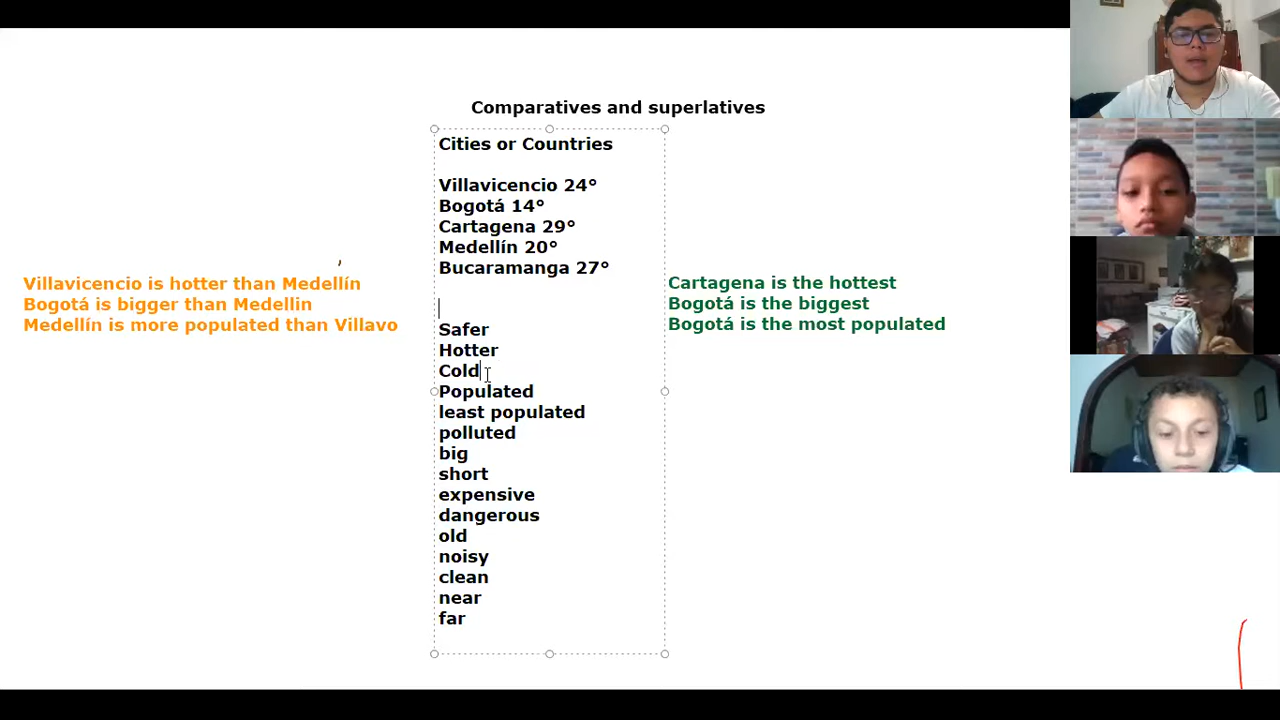 Comparatives and superlatives
Cities or Countries
Villavicencio 24°
Bogotá 14°
Cartagena 29°
Medellín 20°
Bucaramanga 27°
Safer
Hotter
Cold
Populated
least populated
polluted
big
short
expensive
dangerous
old
noisy
clean
near
far
Villavicencio is hotter than Medellín
Bogotá is bigger than Medellin
Medellín is more populated than Villavo
Cartagena is the hottest
Bogotá is the biggest
Bogotá is the most populated